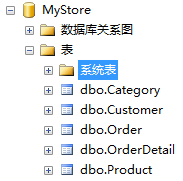 MyStore
数据库关系图
表
系统表
dbo.Category
dbo.Customer
dbo.Order
dbo.OrderDetail
dbo.Product